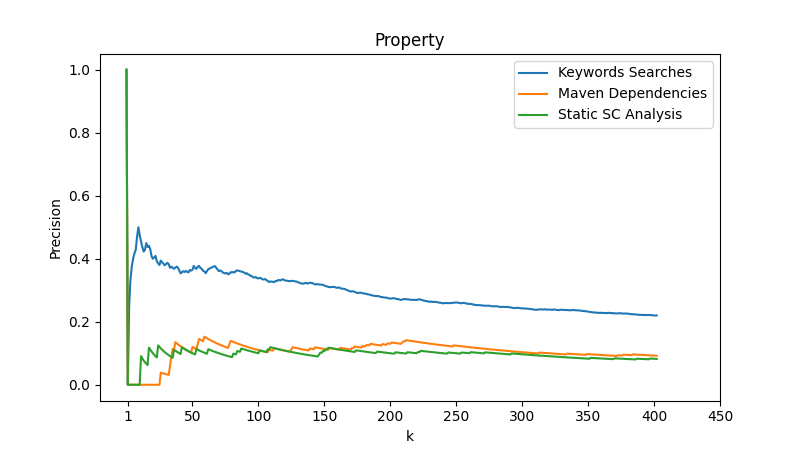 Property
Keywords Searches
Maven Dependencies
Static SC Analysis
1.0
0.8
0.6
0.4
0.2
0.0
Precision
1 50 100 150 200 250 300 350 400 450
k